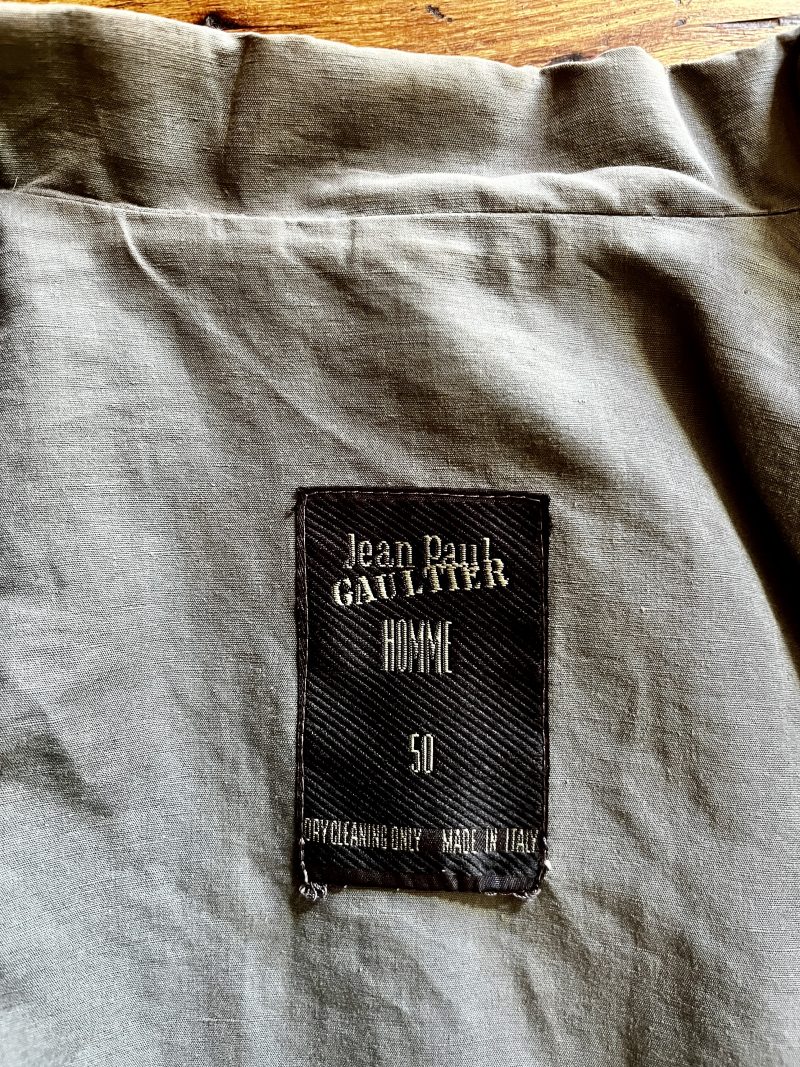 Jean Paul
GAULTIER
HOMME
50
DRY CLEANING ONLY MADE IN ITALY